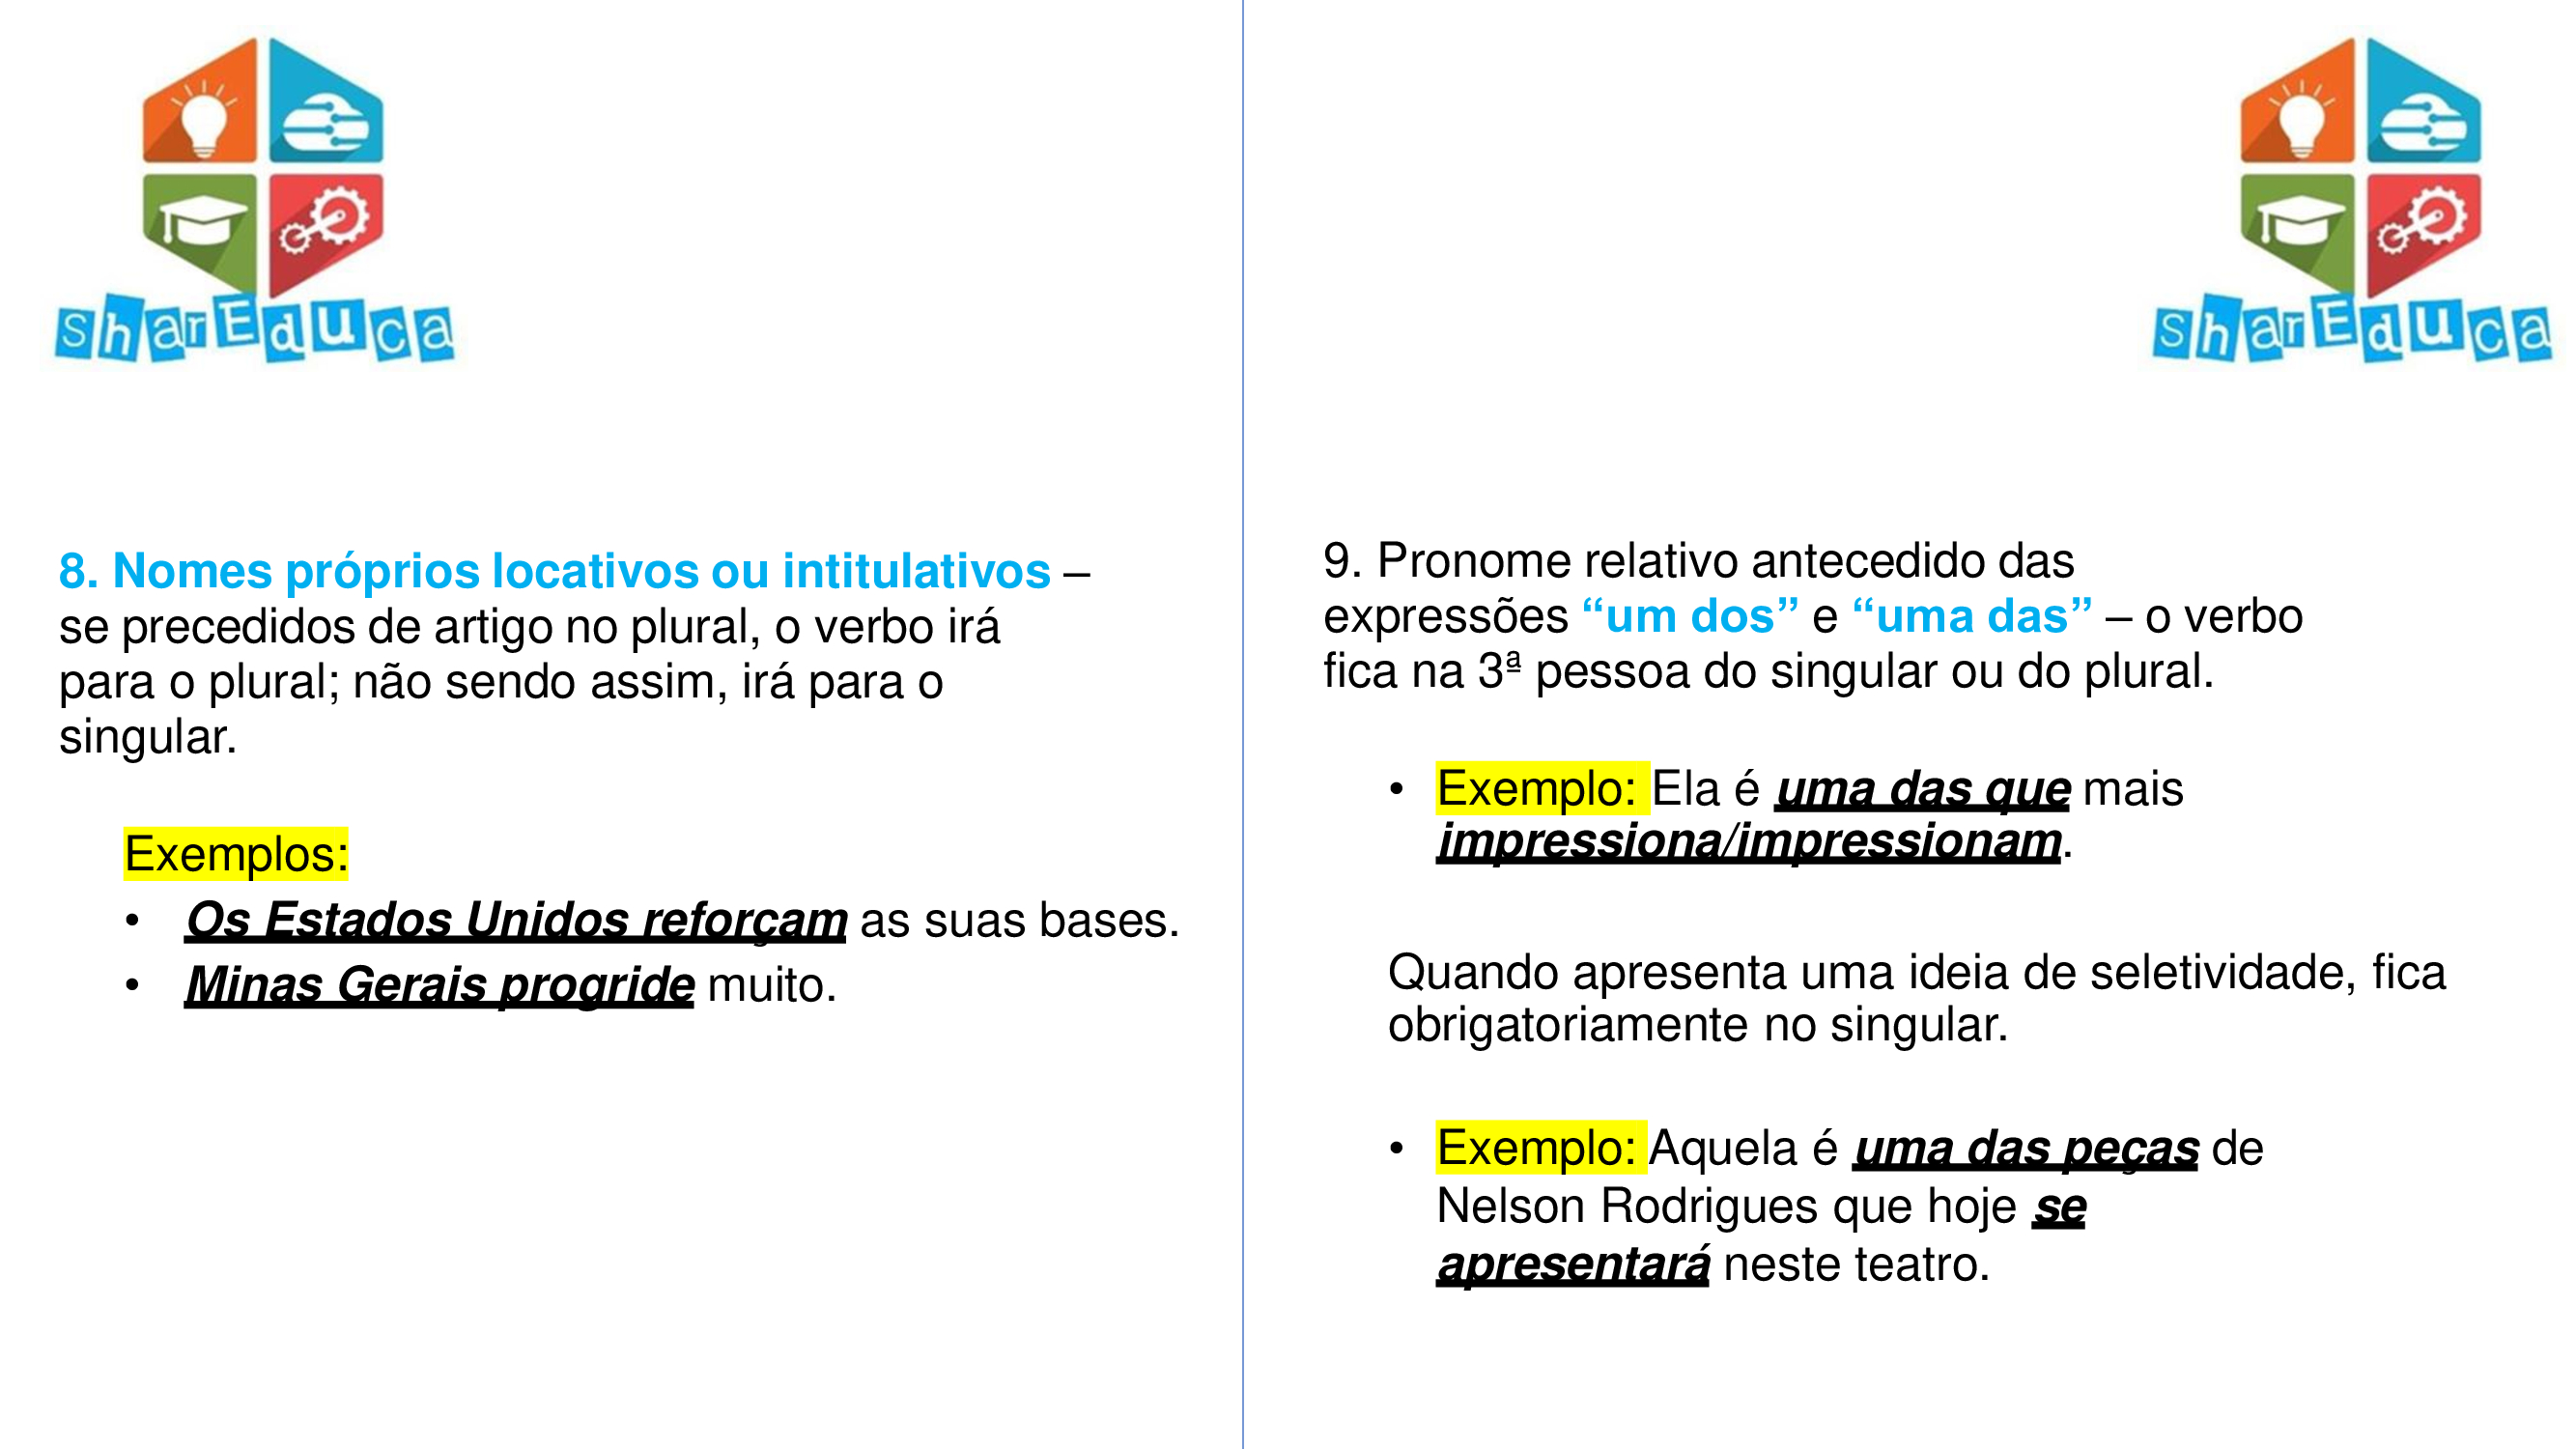 sharEduca
8. Nomes próprios locativos ou intitulativos –
se precedidos de artigo no plural, o verbo irá
para o plural; não sendo assim, irá para o
singular.
Exemplos:
• Os Estados Unidos reforçam as suas bases.
• Minas Gerais progride muito.
sharEduca
9. Pronome relativo antecedido das
expressões “um dos” e “uma das” – o verbo
fica na 3ª pessoa do singular ou do plural.
• Exemplo: Ela é uma das que mais
impressiona/impressionam.
Quando apresenta uma ideia de seletividade, fica
obrigatoriamente no singular.
• Exemplo: Aquela é uma das peças de
Nelson Rodrigues que hoje se
apresentará neste teatro.